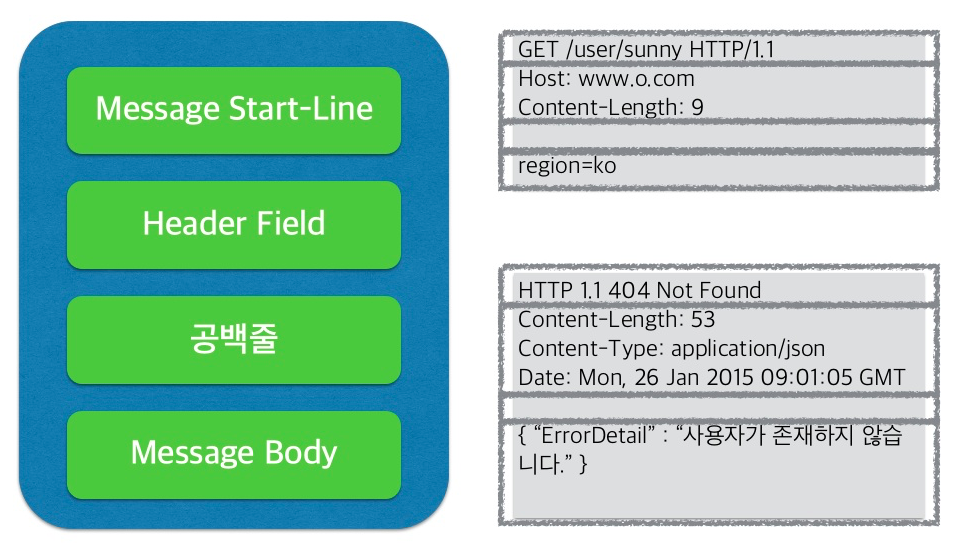 Message Start-Line
Header Field
공백줄
Message Body
GET /user/sunny HTTP/1.1
Host: www.o.com
Content-Length: 9
region=ko
HTTP 1.1 404 Not Found
Content-Length: 53
Content-Type: application/json
Date: Mon, 26 Jan 2015 09:01:05 GMT
{ “ErrorDetail” : “사용자가 존재하지 않습
니다.” }